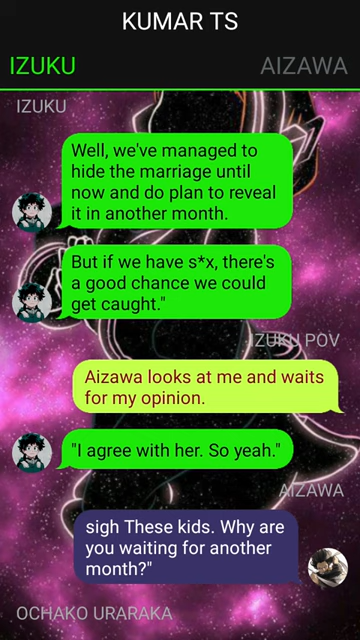 KUMAR TS
IZUKU AIZAWA
IZUKU
Well, we've managed to
hide the marriage until
now and do plan to reveal
it in another month.
But if we have s*x, there's
a good chance we could
get caught."
IZUKU POV
Aizawa looks at me and waits
for my opinion.
"I agree with her. So yeah."
AIZAWA
sigh These kids. Why are
you waiting for another
month?"
OCHAKO URARAKA